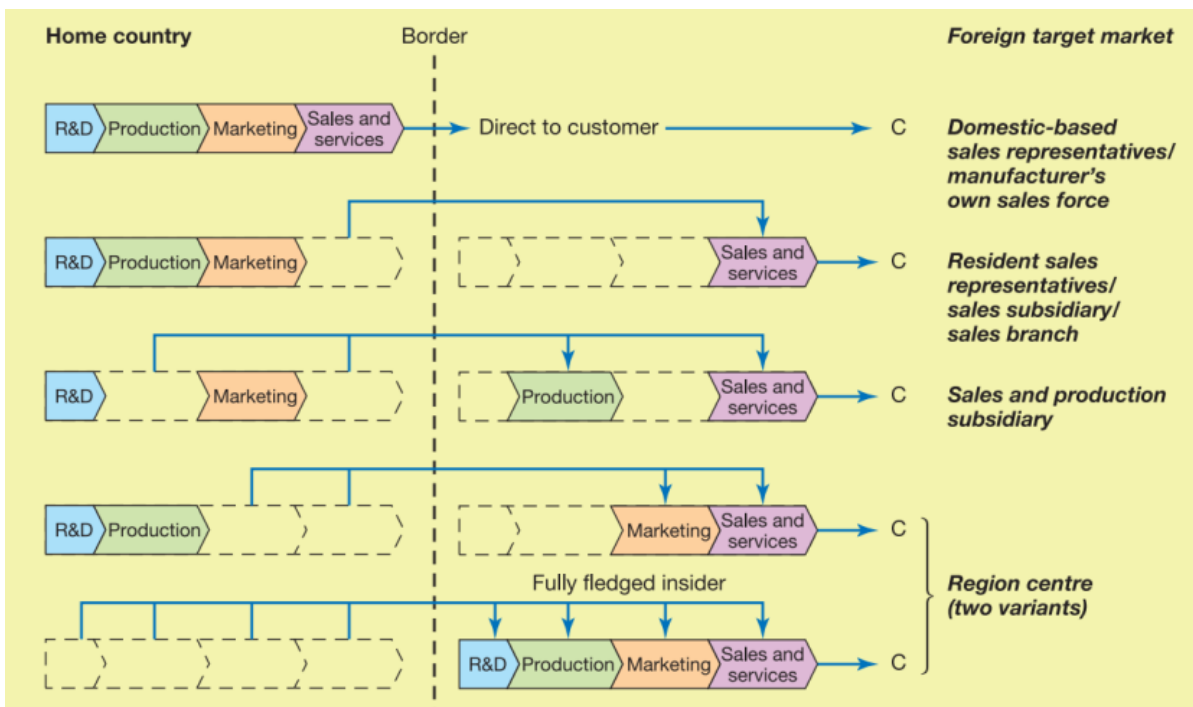 Home country
Border
Foreign target market
R&D
Production
Marketing
Sales and
services
Direct to customer
C
Domestic-based
sales representatives/
manufacturer's
own sales force
R&D
Production
Marketing
Sales and
services
C
Resident sales
representatives/
sales subsidiary/
sales branch
R&D
Marketing
Production
Sales and
services
C
Sales and production
subsidiary
R&D
Production
Marketing
Sales and
services
C
Region centre
(two variants)
Fully fledged insider
R&D
Production
Marketing
Sales and
services
C